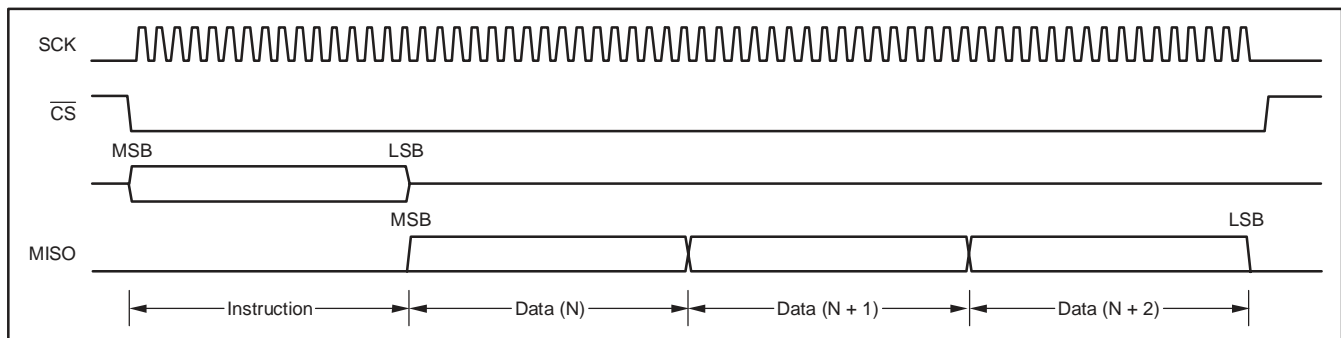 SCK
CS
MSB LSB
MSB LSB
MISO
Instruction Data (N) Data (N + 1) Data (N + 2)